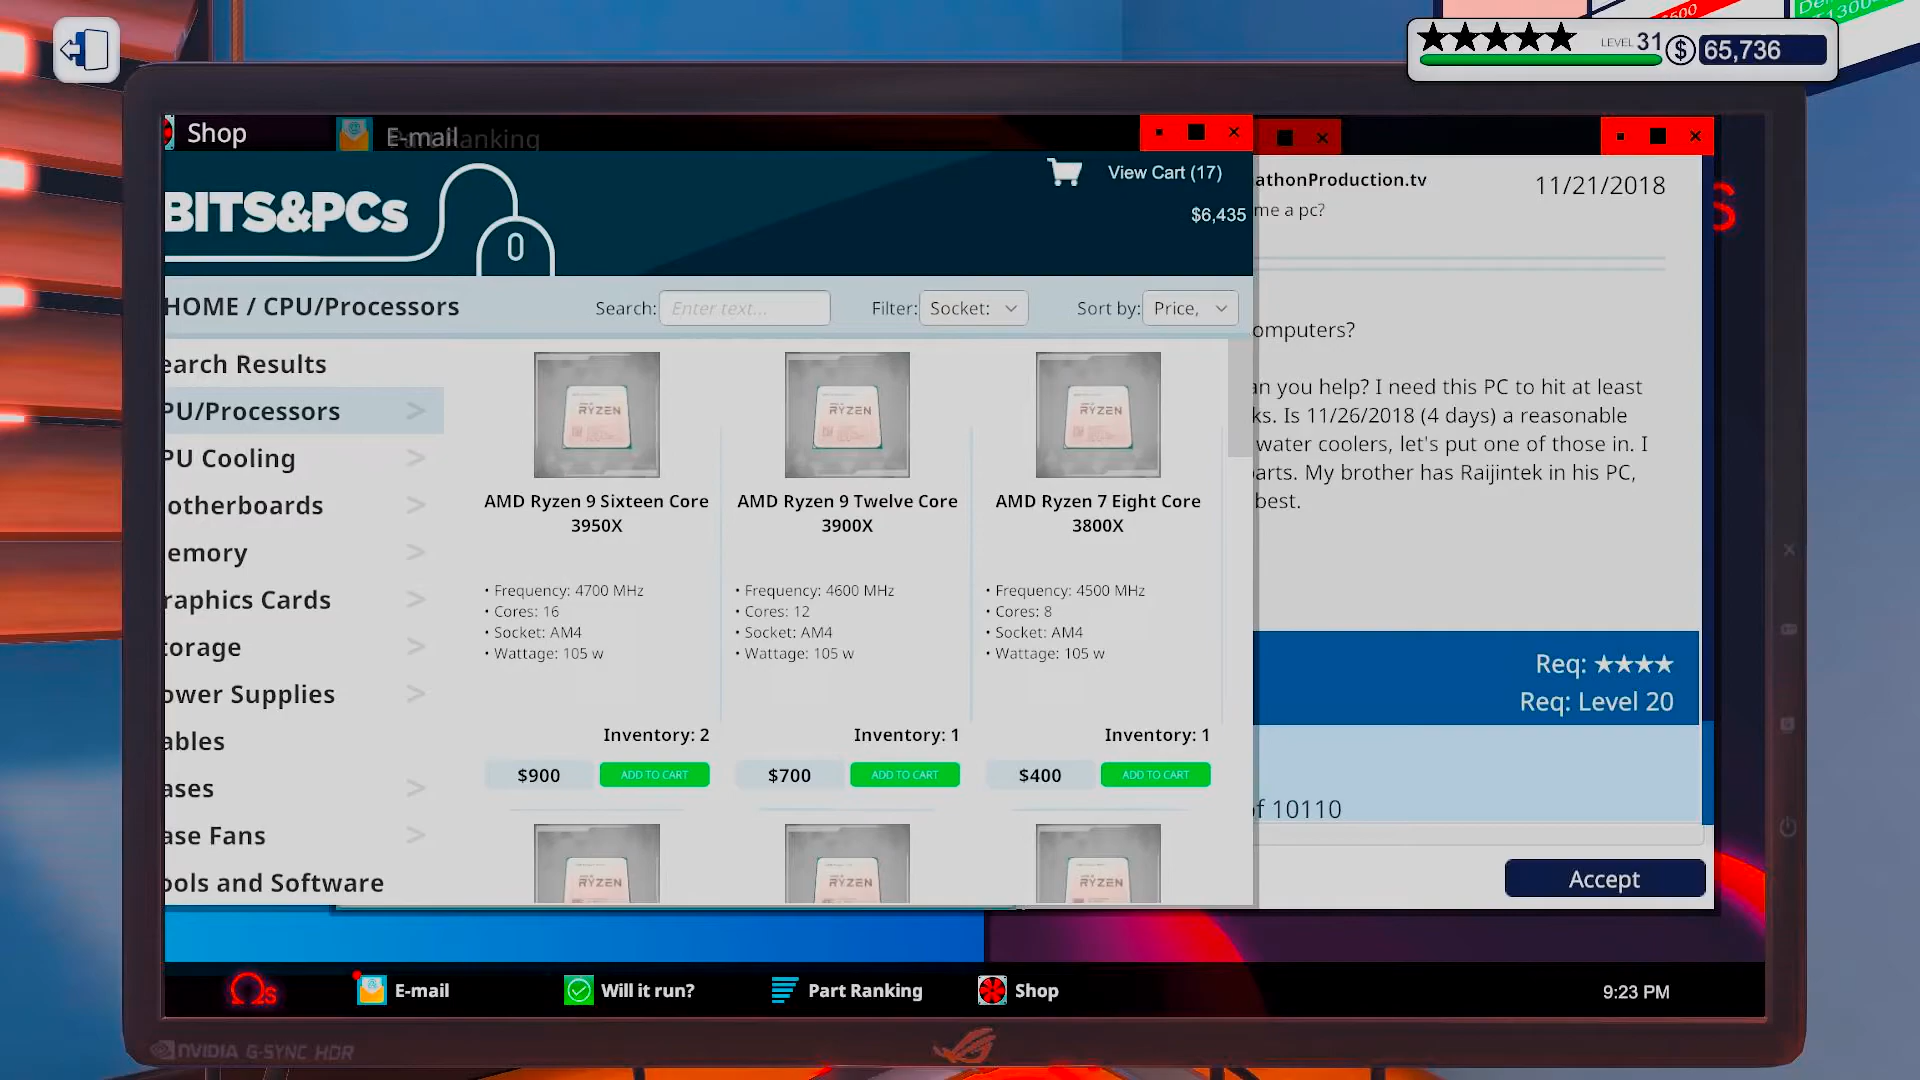 $500
LEVEL 31
$ 65,736
Shop
E-mail
View Cart (17)
$6,435
BITS&PCs
athonProduction.tv
11/21/2018
me a pc?
HOME / CPU/Processors
Search:
Enter text...
Filter:
Socket:
Sort by:
Price,
omputers?
an you help? I need this PC to hit at least
ks. Is 11/26/2018 (4 days) a reasonable
water coolers, let's put one of those in. I
arts. My brother has Raijintek in his PC,
best.
earch Results
PU/Processors >
PU Cooling >
otherboards >
emory >
raphics Cards >
torage >
ower Supplies >
ables
ases >
ase Fans >
ools and Software
RYZEN
AMD Ryzen 9 Sixteen Core
3950X
• Frequency: 4700 MHz
• Cores: 16
• Socket: AM4
• Wattage: 105 w
Inventory: 2
$900
ADD TO CART
RYZEN
AMD Ryzen 9 Twelve Core
3900X
• Frequency: 4600 MHz
• Cores: 12
• Socket: AM4
• Wattage: 105 w
Inventory: 1
$700
ADD TO CART
RYZEN
AMD Ryzen 7 Eight Core
3800X
• Frequency: 4500 MHz
• Cores: 8
• Socket: AM4
• Wattage: 105 w
Inventory: 1
$400
ADD TO CART
RYZEN
RYZEN
RYZEN
Req: ★★★★
Req: Level 20
of 10110
Accept
E-mail
Will it run?
Part Ranking
Shop
9:23 PM
NVIDIA G-SYNC HDR